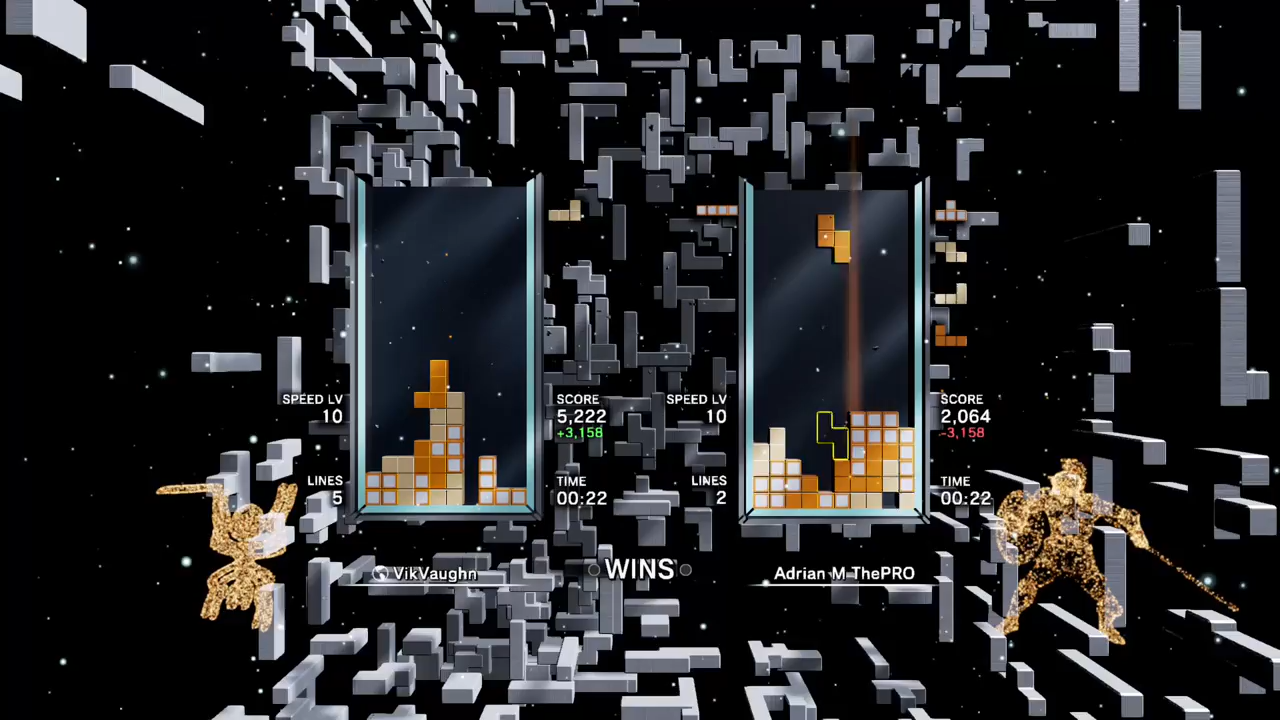 SPEED LV
10
LINES
5
SCORE
5,222
+3,158
TIME
00:22
SPEED LV
10
LINES
2
SCORE
2,064
-3,158
TIME
00:22
VikVaughn
WINS
Adrian M ThePRO